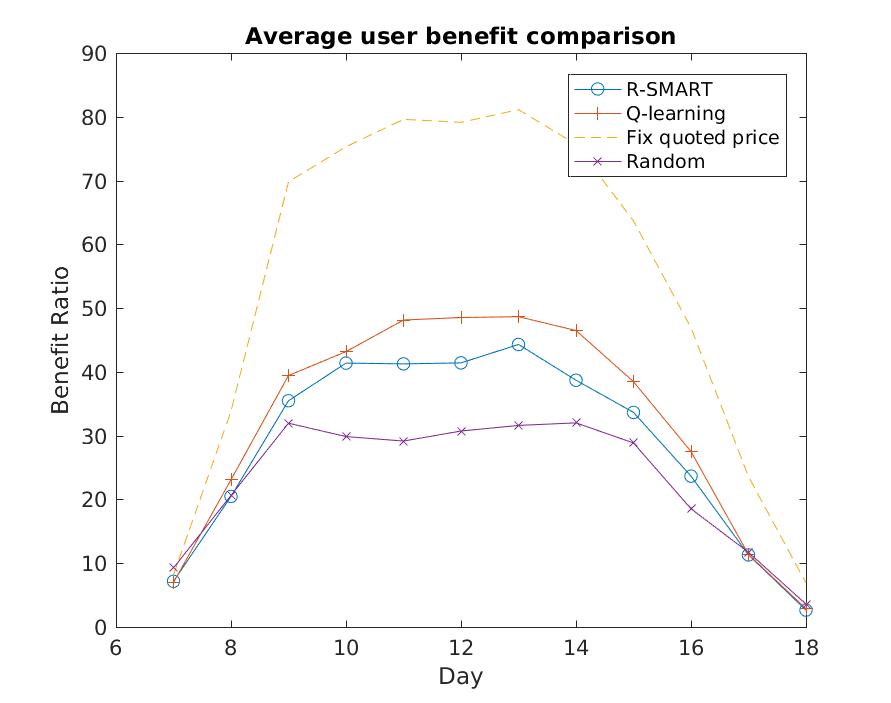 Average user benefit comparison
90
80
70
60
50
40
30
20
10
0
Benefit Ratio
R-SMART
Q-learning
Fix quoted price
Random
6
8
10
12
14
16
18
Day